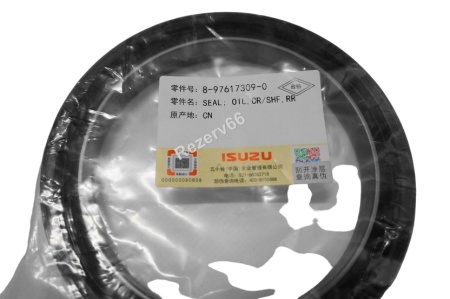 零件号: 8-97617309-0
零件名: SEAL; OIL,CR/SHF,RR
原产地: CN
Rezerv66
ISUZU
刮开涂层
查询真伪